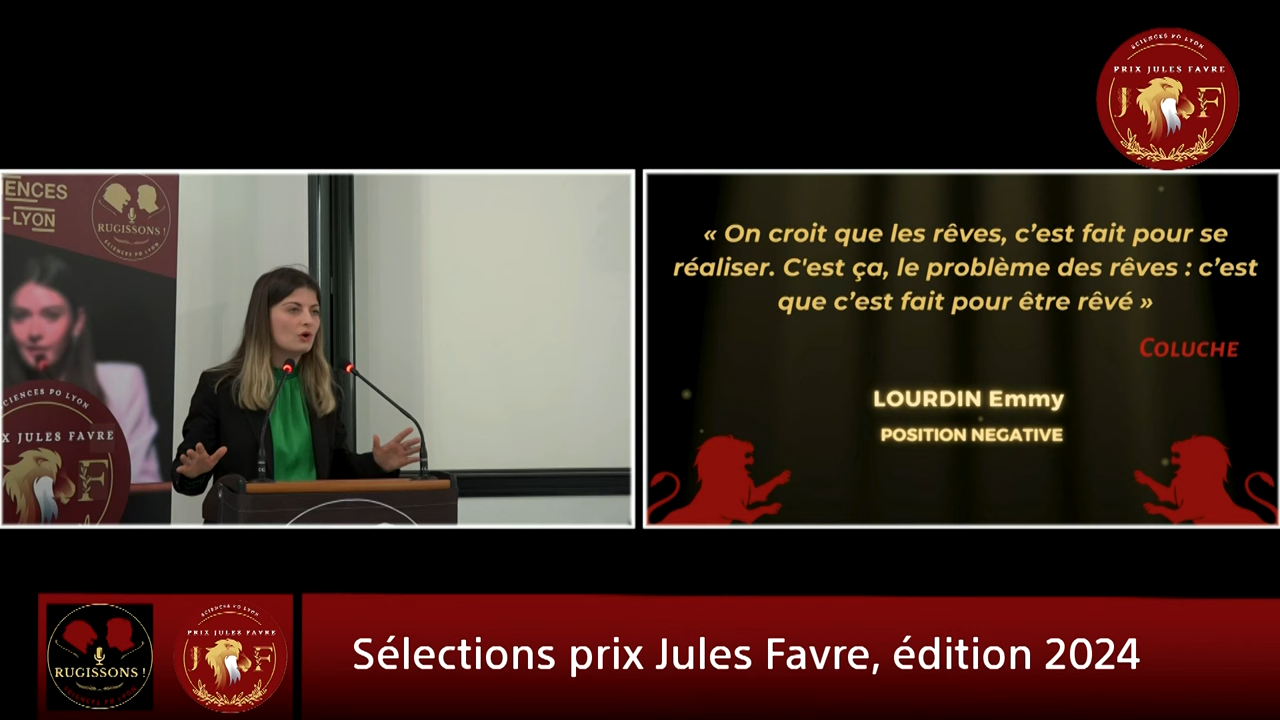 SCIENCES PO LYON
PRIX JULES FAVRE
J F
ENCES
LYON
RUGISSONS !
SCIENCES PO LYON
SCIENCES PO LYON
X JULES FAVRE
F
« On croit que les rêves, c’est fait pour se
réaliser. C'est ça, le problème des rêves : c’est
que c’est fait pour être rêvé »
COLUCHE
LOURDIN Emmy
POSITION NEGATIVE
RUGISSONS !
SCIENCES PO LYON
SCIENCES PO LYON
PRIX JULES FAVRE
J F
Sélections prix Jules Favre, édition 2024